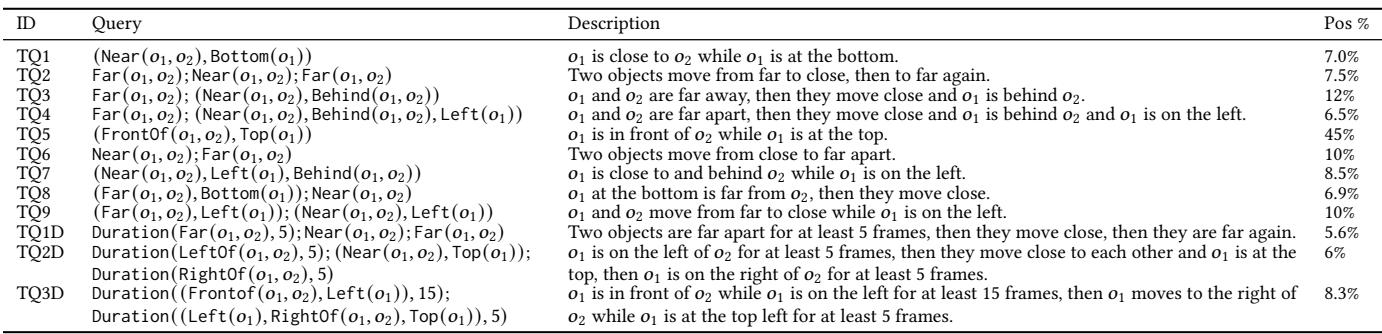 ID Query Description Pos %
TQ1 (Near(o₁,o₂),Bottom(o₁)) o₁ is close to o₂ while o₁ is at the bottom. 7.0%
TQ2 Far(o₁,o₂);Near(o₁,o₂);Far(o₁,o₂) Two objects move from far to close, then to far again. 7.5%
TQ3 Far(o₁,o₂); (Near(o₁,o₂),Behind(o₁,o₂)) o₁ and o₂ are far away, then they move close and o₁ is behind o₂. 12%
TQ4 Far(o₁,o₂); (Near(o₁,o₂),Behind(o₁,o₂),Left(o₁)) o₁ and o₂ are far apart, then they move close and o₁ is behind o₂ and o₁ is on the left. 6.5%
TQ5 (FrontOf(o₁,o₂),Top(o₁)) o₁ is in front of o₂ while o₁ is at the top. 45%
TQ6 Near(o₁,o₂);Far(o₁,o₂) Two objects move from close to far apart. 10%
TQ7 (Near(o₁,o₂),Left(o₁),Behind(o₁,o₂)) o₁ is close to and behind o₂ while o₁ is on the left. 8.5%
TQ8 (Far(o₁,o₂),Bottom(o₁));Near(o₁,o₂) o₁ at the bottom is far from o₂, then they move close. 6.9%
TQ9 (Far(o₁,o₂),Left(o₁)); (Near(o₁,o₂),Left(o₁)) o₁ and o₂ move from far to close while o₁ is on the left. 10%
TQ1D Duration(Far(o₁,o₂),5);Near(o₁,o₂);Far(o₁,o₂) Two objects are far apart for at least 5 frames, then they move close, then they are far again. 5.6%
TQ2D Duration(LeftOf(o₁,o₂),5); (Near(o₁,o₂),Top(o₁)); o₁ is on the left of o₂ for at least 5 frames, then they move close to each other and o₁ is at the 6%
Duration(RightOf(o₁,o₂),5) top, then o₁ is on the right of o₂ for at least 5 frames.
TQ3D Duration((Frontof(o₁,o₂),Left(o₁)),15); o₁ is in front of o₂ while o₁ is on the left for at least 15 frames, then o₁ moves to the right of 8.3%
Duration((Left(o₁),RightOf(o₁,o₂),Top(o₁)),5) o₂ while o₁ is at the top left for at least 5 frames.